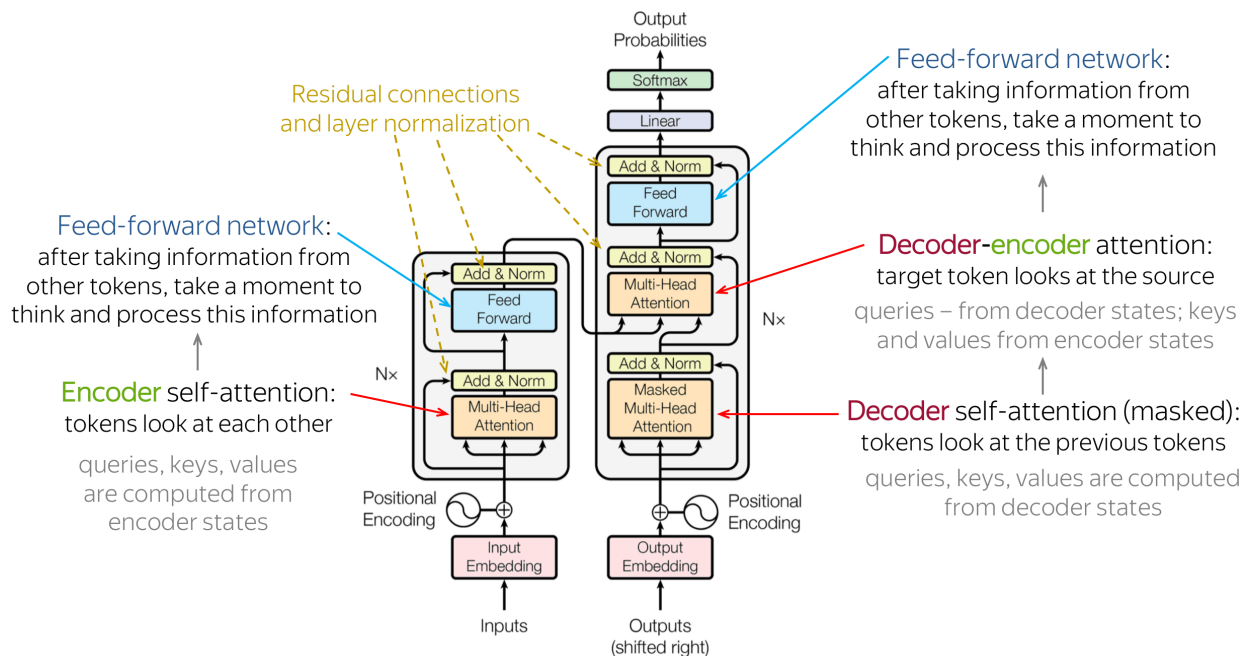 Output
Probabilities
Softmax
Linear
Add & Norm
Feed
Forward
Add & Norm
Multi-Head
Attention
N×
Add & Norm
Masked
Multi-Head
Attention
Positional
Encoding
Output
Embedding
Outputs
(shifted right)
Add & Norm
Feed
Forward
N×
Add & Norm
Multi-Head
Attention
Positional
Encoding
Input
Embedding
Inputs
Residual connections
and layer normalization
Feed-forward network:
after taking information from
other tokens, take a moment to
think and process this information
Encoder self-attention:
tokens look at each other
queries, keys, values
are computed from
encoder states
Feed-forward network:
after taking information from
other tokens, take a moment to
think and process this information
Decoder-encoder attention:
target token looks at the source
queries – from decoder states; keys
and values from encoder states
Decoder self-attention (masked):
tokens look at the previous tokens
queries, keys, values are computed
from decoder states